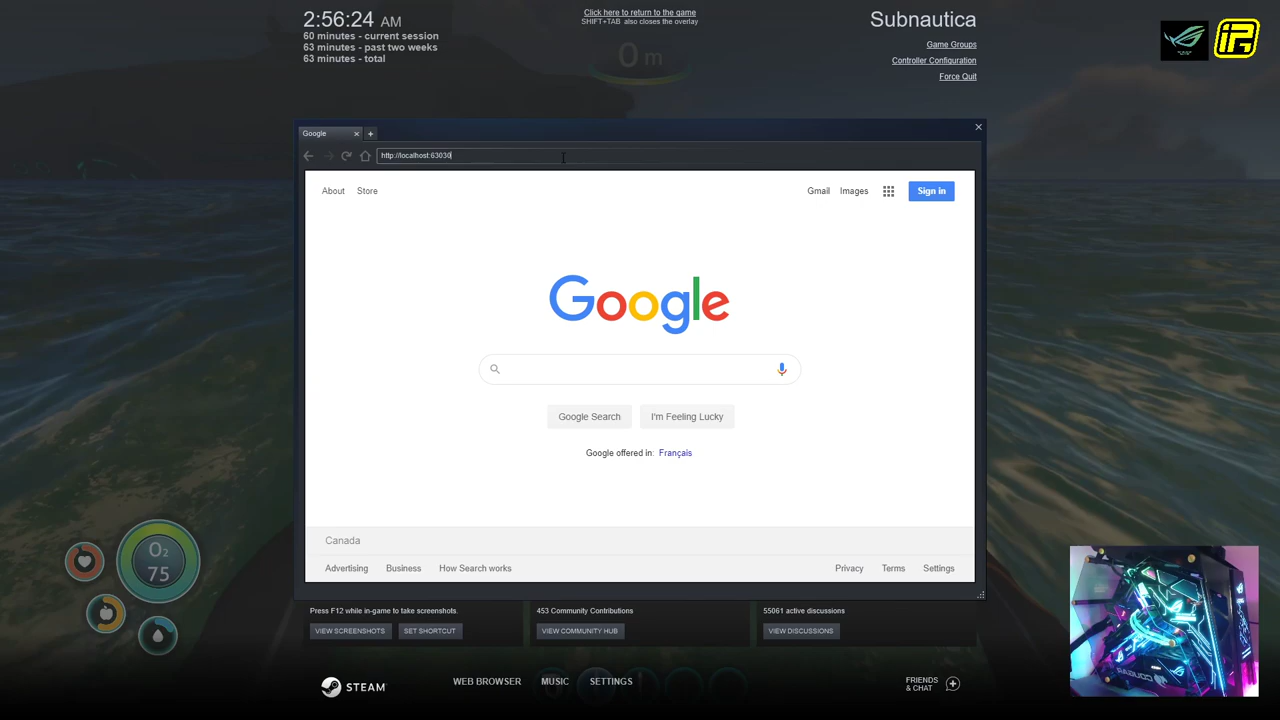 2:56:24 AM
60 minutes - current session
63 minutes - past two weeks
63 minutes - total
Click here to return to the game
SHIFT+TAB also closes the overlay
0 m
Subnautica
Game Groups
Controller Configuration
Force Quit
Google
http://localhost:63030
About Store
Gmail Images Sign in
Google
Google Search I'm Feeling Lucky
Google offered in: Français
Canada
Advertising Business How Search works
Privacy Terms Settings
O2
75
Press F12 while in-game to take screenshots.
VIEW SCREENSHOTS SET SHORTCUT
453 Community Contributions
VIEW COMMUNITY HUB
55061 active discussions
VIEW DISCUSSIONS
STEAM
WEB BROWSER MUSIC SETTINGS
FRIENDS
& CHAT
COUGAR